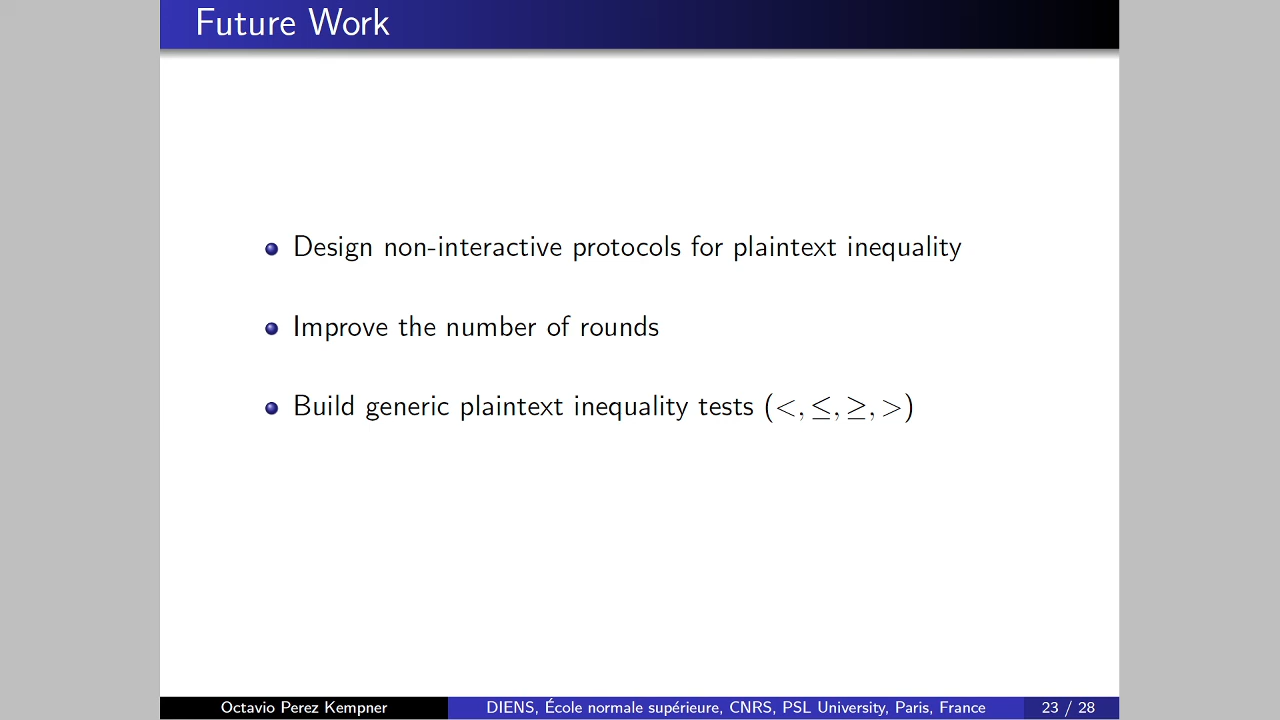 Future Work
Design non-interactive protocols for plaintext inequality
Improve the number of rounds
Build generic plaintext inequality tests (<, ≤, ≥, >)
Octavio Perez Kempner
DIENS, École normale supérieure, CNRS, PSL University, Paris, France
23 / 28